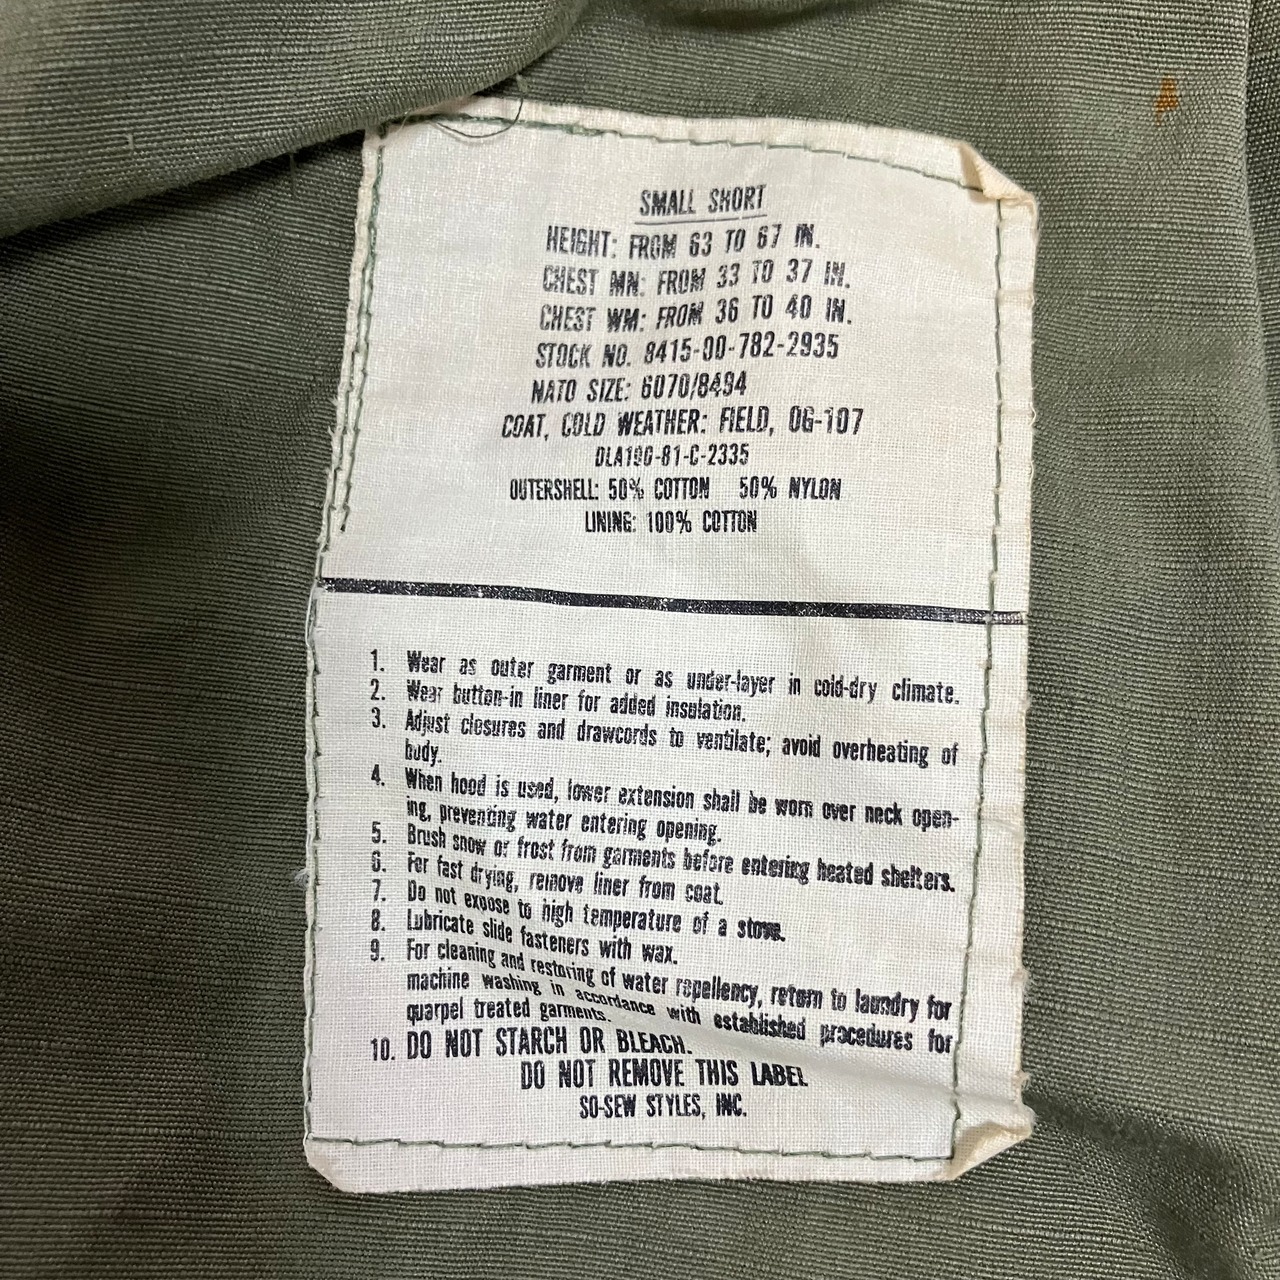 SMALL SHORT
HEIGHT: FROM 63 TO 67 IN.
CHEST MN: FROM 33 TO 37 IN.
CHEST WM: FROM 36 TO 40 IN.
STOCK NO. 8415-00-782-2935
NATO SIZE: 6070/8494
COAT, COLD WEATHER: FIELD, OG-107
DLA100-81-C-2335
OUTERSHELL: 50% COTTON 50% NYLON
LINING: 100% COTTON
1. Wear as outer garment or as under-layer in cold-dry climate.
2. Wear button-in liner for added insulation.
3. Adjust closures and drawcords to ventilate; avoid overheating of
body.
4. When hood is used, lower extension shall be worn over neck open-
ing, preventing water entering opening.
5. Brush snow or frost from garments before entering heated shelters.
6. For fast drying, remove liner from coat.
7. Do not expose to high temperature of a stove.
8. Lubricate slide fasteners with wax.
9. For cleaning and restoring of water repellency, return to laundry for
machine washing in accordance with established procedures for
quarpel treated garments.
10. DO NOT STARCH OR BLEACH.
DO NOT REMOVE THIS LABEL
SO-SEW STYLES, INC.